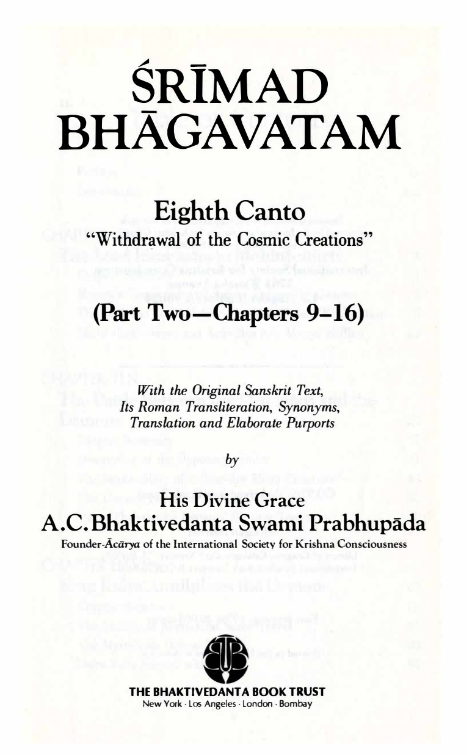 ŚRĪMAD
BHĀGAVATAM
Eighth Canto
“Withdrawal of the Cosmic Creations”
(Part Two—Chapters 9–16)
With the Original Sanskrit Text,
Its Roman Transliteration, Synonyms,
Translation and Elaborate Purports
by
His Divine Grace
A.C.Bhaktivedanta Swami Prabhupāda
Founder-Ācārya of the International Society for Krishna Consciousness
THE BHAKTIVEDANTA BOOK TRUST
New York · Los Angeles · London · Bombay